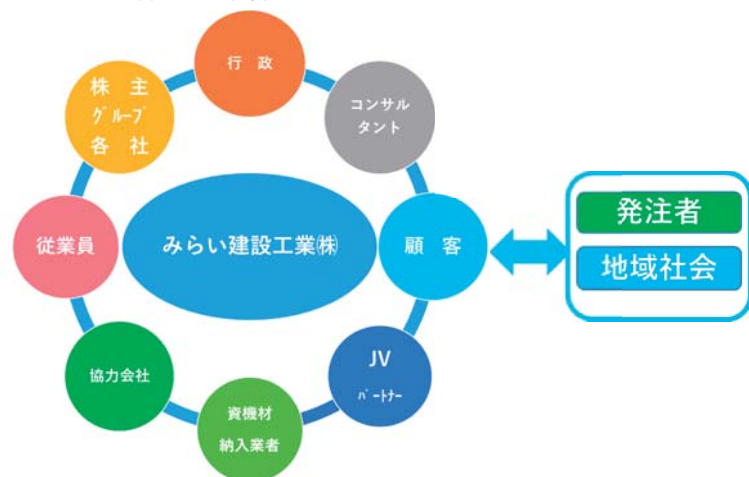 行 政
コンサル
タント
株 主
ｸﾞﾙｰﾌﾟ
各 社
従業員
みらい建設工業㈱
顧 客
発注者
地域社会
協力会社
資機材
納入業者
JV
ﾊﾟｰﾄﾅｰ